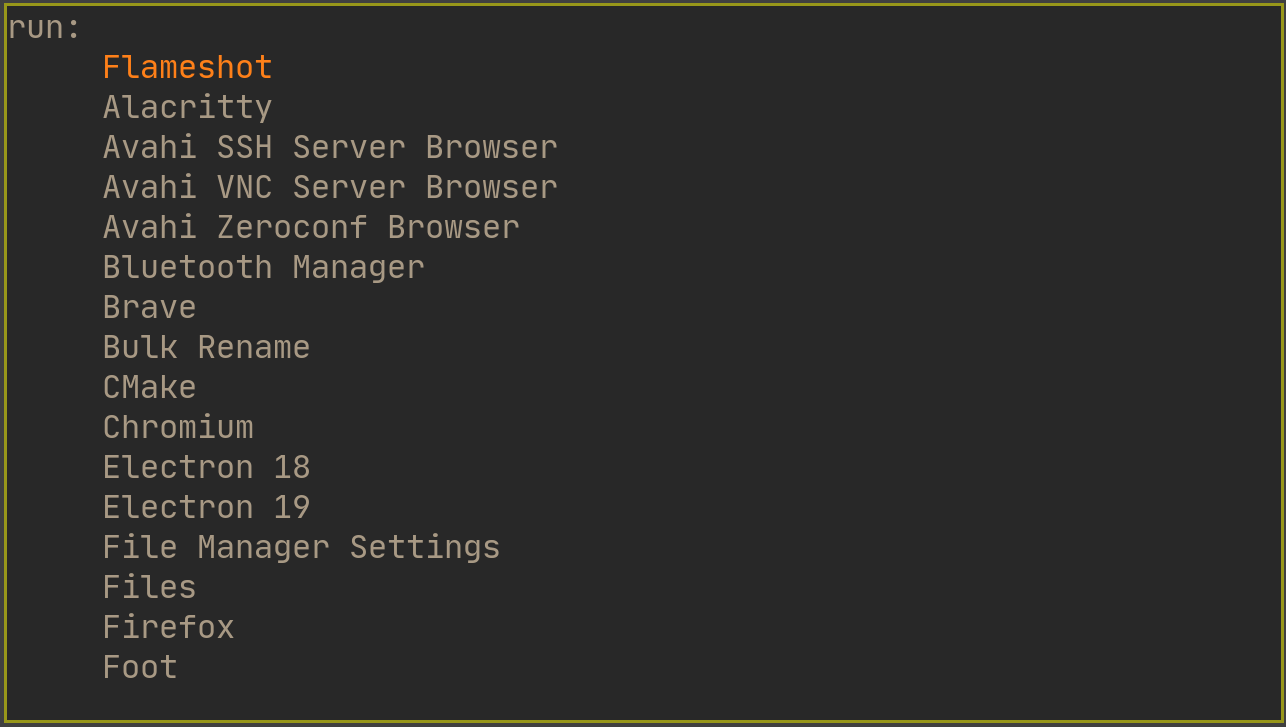 run:
Flameshot
Alacritty
Avahi SSH Server Browser
Avahi VNC Server Browser
Avahi Zeroconf Browser
Bluetooth Manager
Brave
Bulk Rename
CMake
Chromium
Electron 18
Electron 19
File Manager Settings
Files
Firefox
Foot